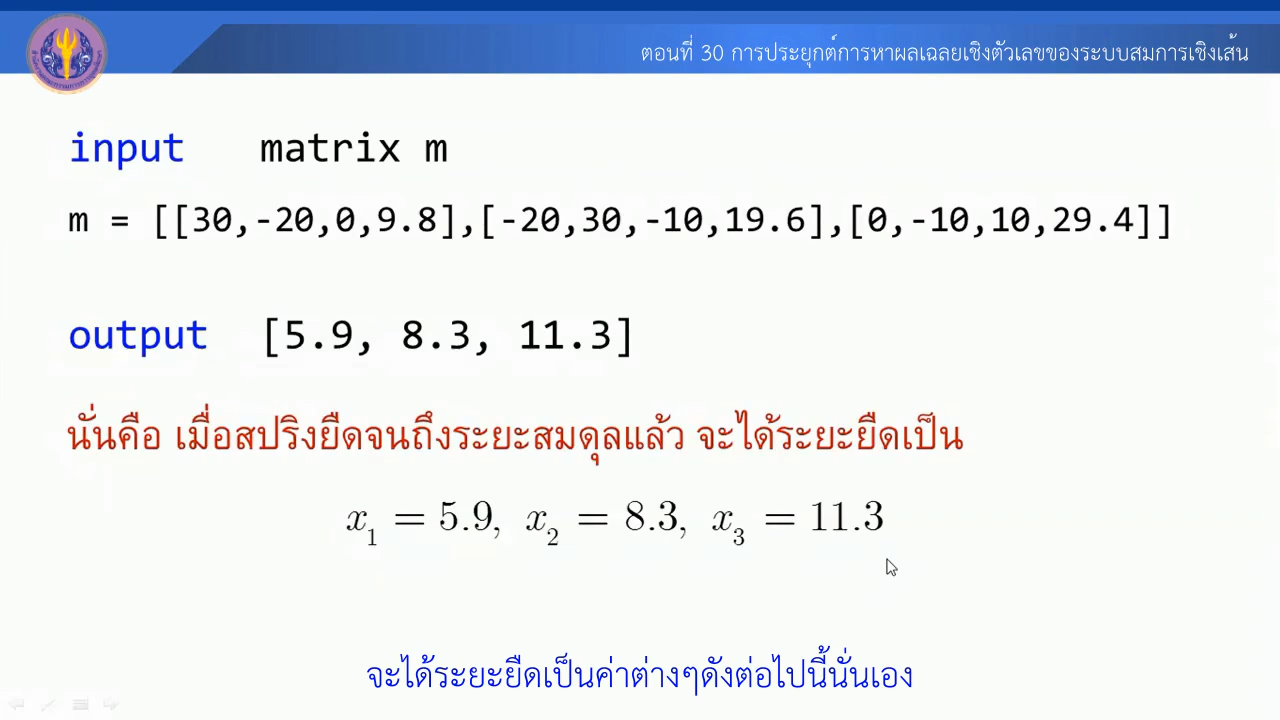 ตอนที่ 30 การประยุกต์การหาผลเฉลยเชิงตัวเลขของระบบสมการเชิงเส้น
input matrix m
m = [[30,-20,0,9.8],[-20,30,-10,19.6],[0,-10,10,29.4]]
output [5.9, 8.3, 11.3]
นั่นคือ เมื่อสปริงยืดจนถึงระยะสมดุลแล้ว จะได้ระยะยืดเป็น
x₁ = 5.9, x₂ = 8.3, x₃ = 11.3
จะได้ระยะยืดเป็นค่าต่างๆดังต่อไปนี้นั่นเอง